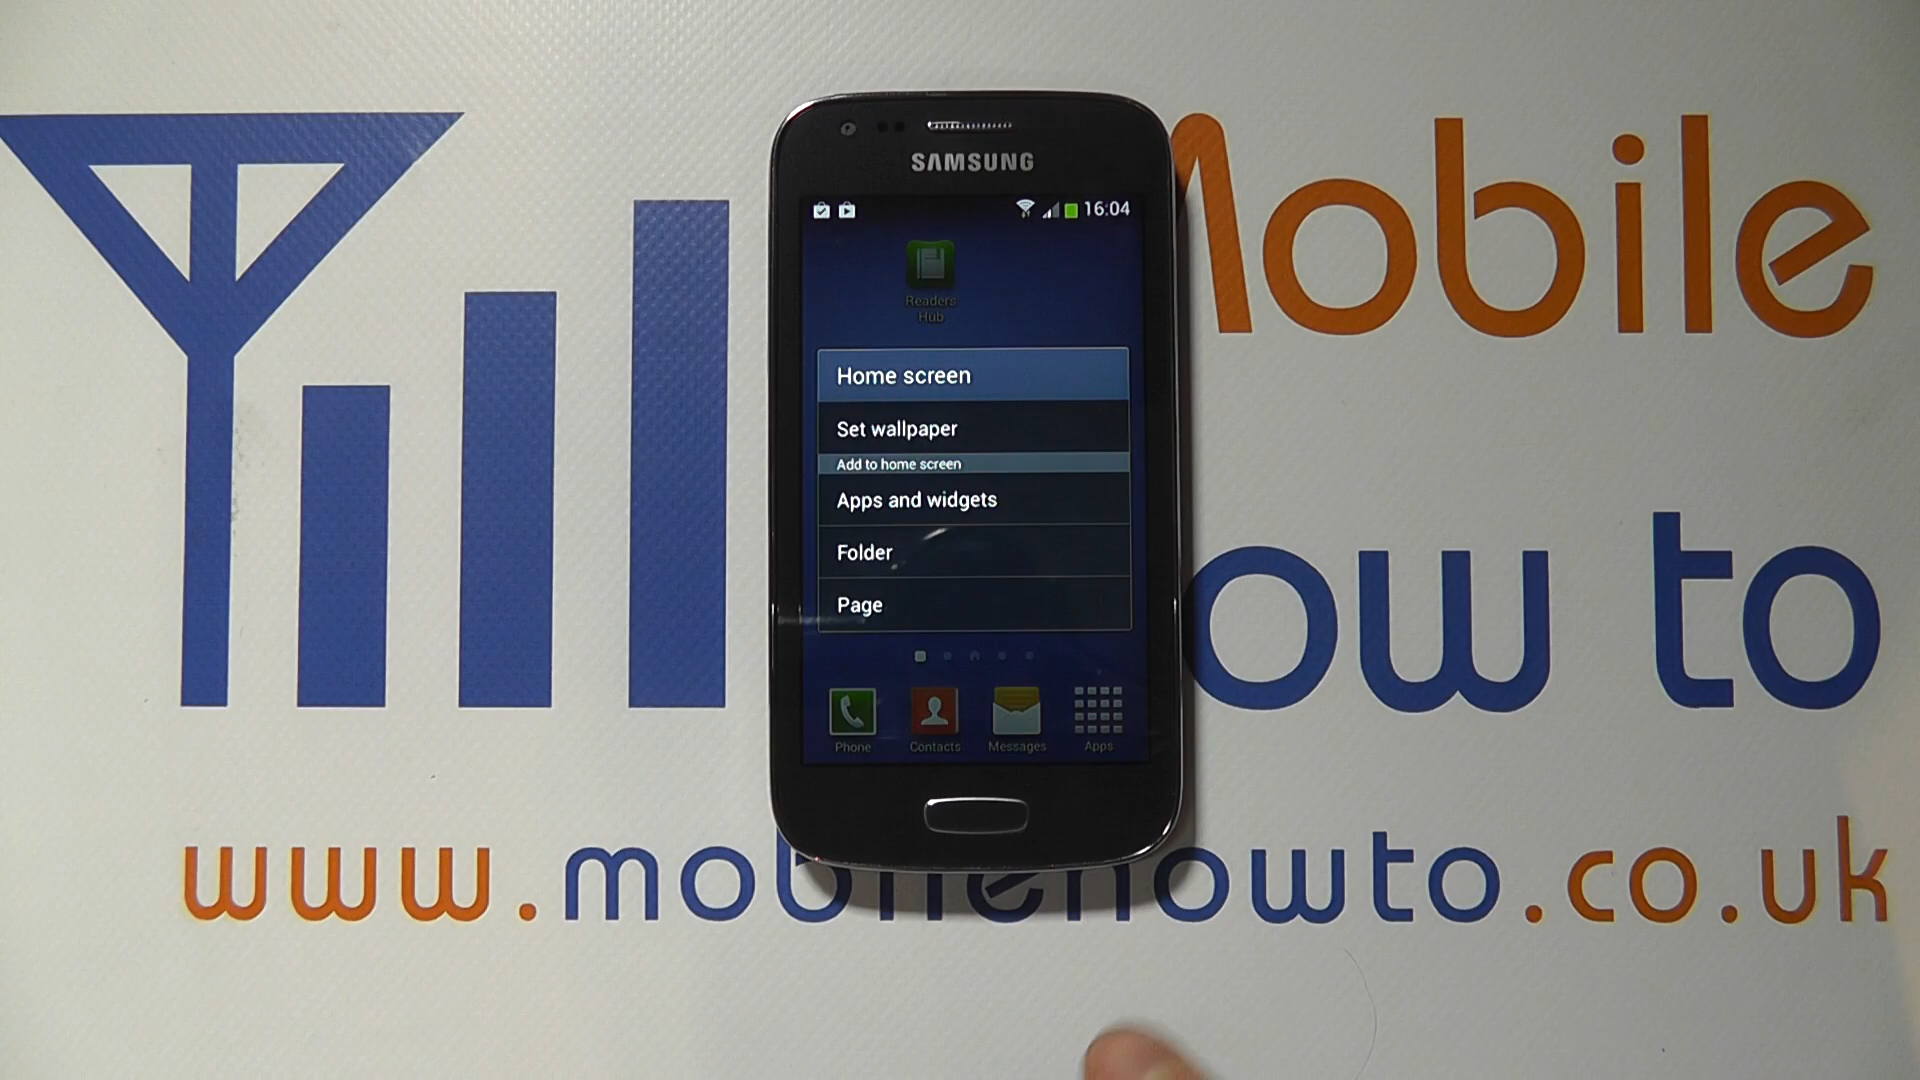 Mobile
How to
www.mobilehowto.co.uk
SAMSUNG
16:04
Readers
Hub
Home screen
Set wallpaper
Add to home screen
Apps and widgets
Folder
Page
Phone Contacts Messages Apps